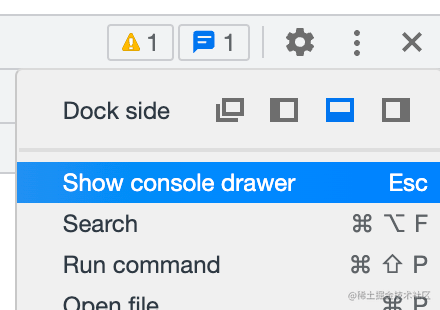 1 1
Dock side
Show console drawer Esc
Search ⌘ ⌥ F
Run command ⌘ ⇧ P
Open file ⌘ P
@稀土掘金技术社区